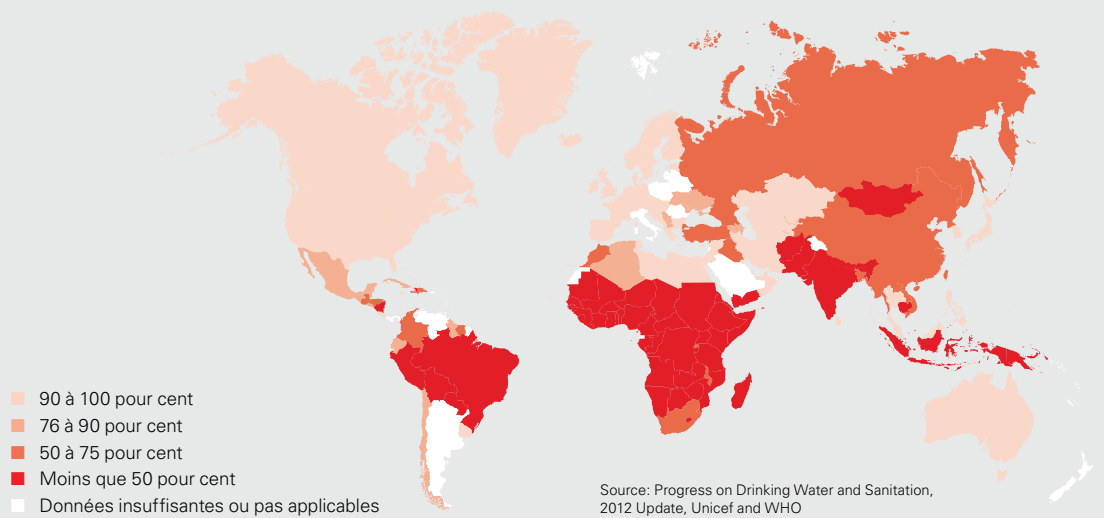 90 à 100 pour cent
76 à 90 pour cent
50 à 75 pour cent
Moins que 50 pour cent
Données insuffisantes ou pas applicables
Source: Progress on Drinking Water and Sanitation,
2012 Update, Unicef and WHO